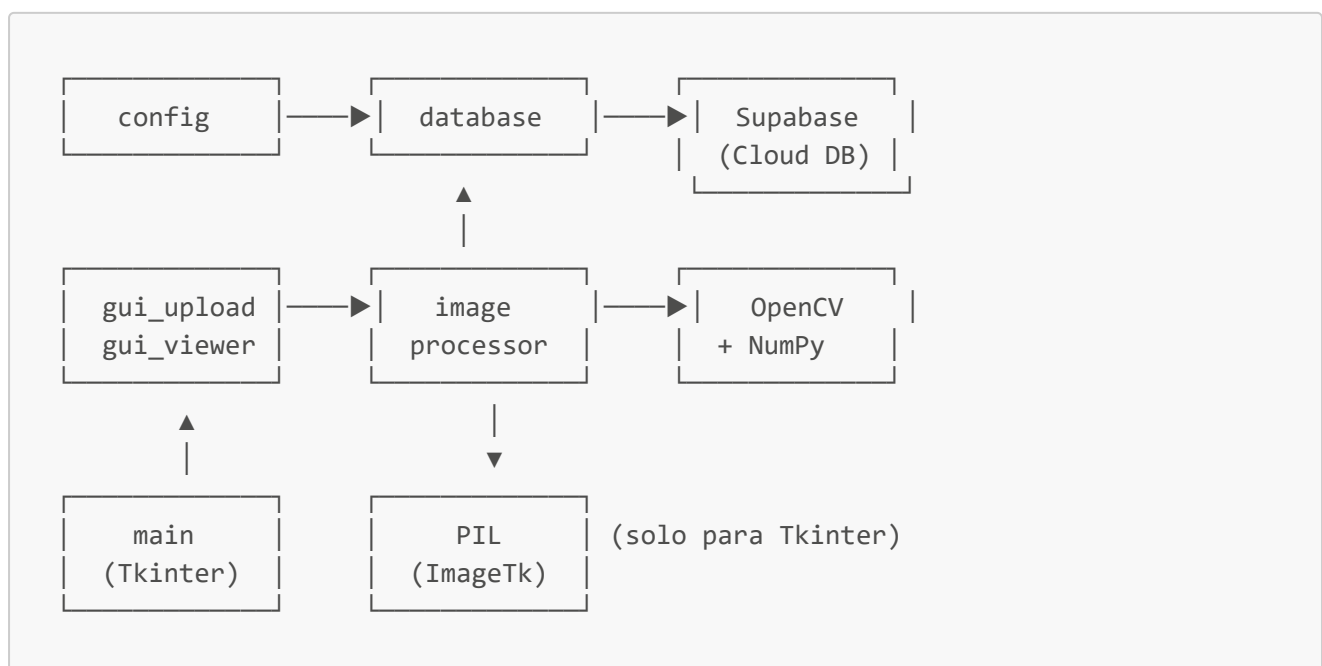 config database Supabase
(Cloud DB)
gui_upload image OpenCV
gui_viewer processor + NumPy
main PIL (solo para Tkinter)
(Tkinter) (ImageTk)